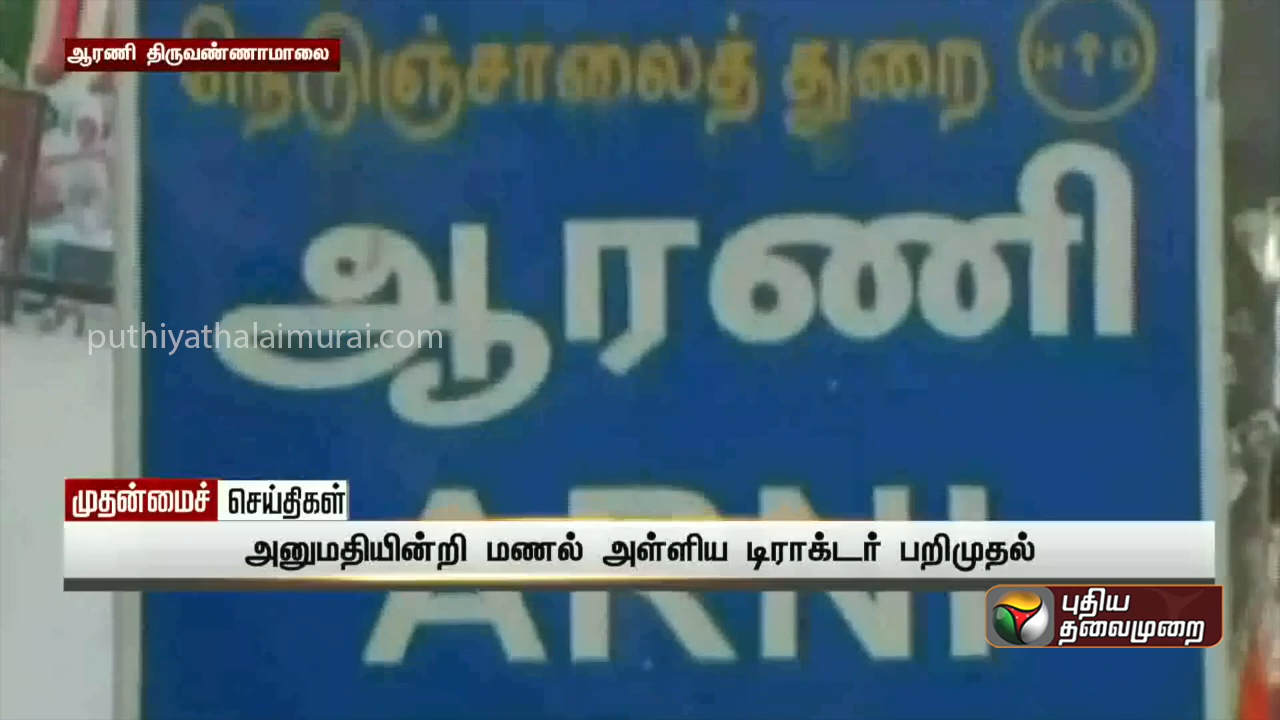 ஆரணி திருவண்ணாமலை
நெடுஞ்சாலைத் துறை H D
ஆரணி
puthiyathalaimurai.com
முதன்மைச் செய்திகள்
அனுமதியின்றி மணல் அள்ளிய டிராக்டர் பறிமுதல்
ARNI
புதிய
தலைமுறை